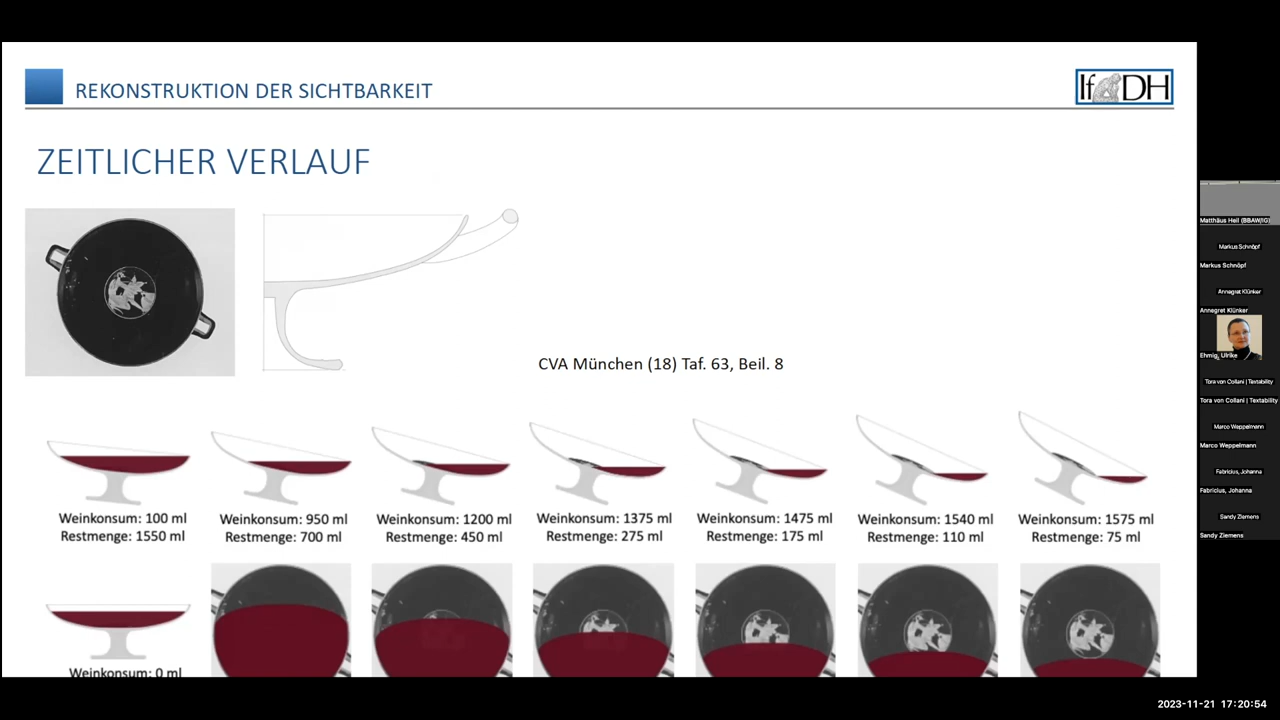 REKONSTRUKTION DER SICHTBARKEIT
IfDH
ZEITLICHER VERLAUF
CVA München (18) Taf. 63, Beil. 8
Weinkonsum: 100 ml
Restmenge: 1550 ml
Weinkonsum: 950 ml
Restmenge: 700 ml
Weinkonsum: 1200 ml
Restmenge: 450 ml
Weinkonsum: 1375 ml
Restmenge: 275 ml
Weinkonsum: 1475 ml
Restmenge: 175 ml
Weinkonsum: 1540 ml
Restmenge: 110 ml
Weinkonsum: 1575 ml
Restmenge: 75 ml
Weinkonsum: 0 ml
Matthäus Heil (BBAW/IG)
Markus Schnöpf
Markus Schnöpf
Annegret Klünker
Annegret Klünker
Ehmig, Ulrike
Tora von Collani | Textability
Tora von Collani | Textability
Marco Weppelmann
Marco Weppelmann
Fabricius, Johanna
Fabricius, Johanna
Sandy Ziemens
Sandy Ziemens
2023-11-21 17:20:54